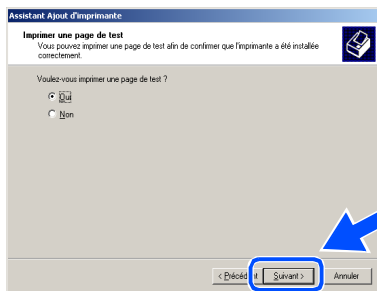 Assistant Ajout d'imprimante
Imprimer une page de test
Vous pouvez imprimer une page de test afin de confirmer que l'imprimante a été installée
correctement.
Voulez-vous imprimer une page de test ?
Oui
Non
< Précédent Suivant > Annuler